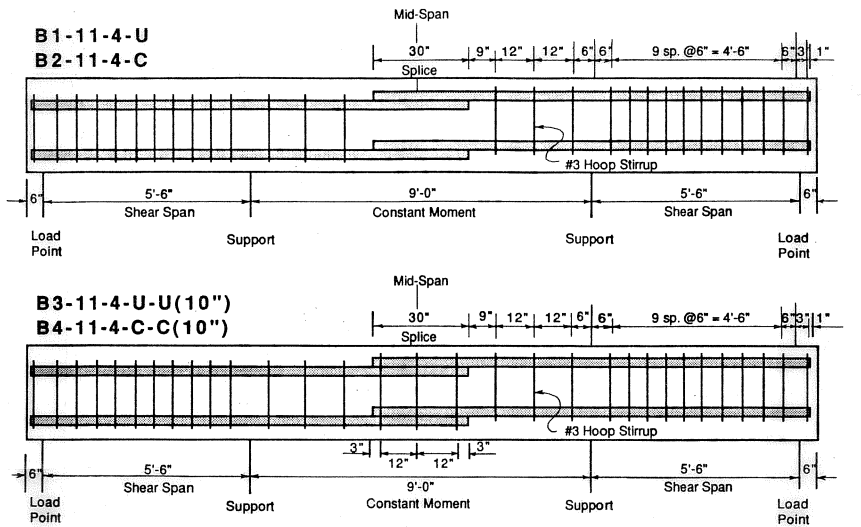 B1-11-4-U
B2-11-4-C
Mid-Span
30" 9" 12" 12" 6" 6" 9 sp. @6" = 4'-6" 6" 3" 1"
Splice
#3 Hoop Stirrup
6" 5'-6" 9'-0" 5'-6" 6"
Shear Span Constant Moment Shear Span
Load Point Support Support Load Point
B3-11-4-U-U(10")
B4-11-4-C-C(10")
Mid-Span
30" 9" 12" 12" 6" 6" 9 sp. @6" = 4'-6" 6" 3" 1"
Splice
#3 Hoop Stirrup
3" 12" 12" 3"
6" 5'-6" 9'-0" 5'-6" 6"
Shear Span Constant Moment Shear Span
Load Point Support Support Load Point